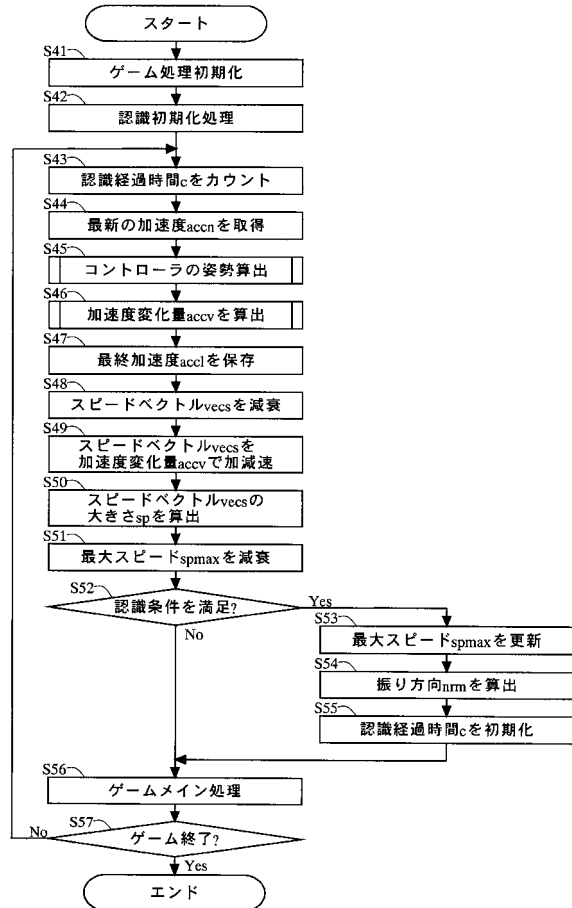 スタート
S41
ゲーム処理初期化
S42
認識初期化処理
S43
認識経過時間cをカウント
S44
最新の加速度accnを取得
S45
コントローラの姿勢算出
S46
加速度変化量accvを算出
S47
最終加速度acclを保存
S48
スピードベクトルvecsを減衰
S49
スピードベクトルvecsを
加速度変化量accvで加減速
S50
スピードベクトルvecsの
大きさspを算出
S51
最大スピードspmaxを減衰
S52
認識条件を満足?
Yes
No
S53
最大スピードspmaxを更新
S54
振り方向nrmを算出
S55
認識経過時間cを初期化
S56
ゲームメイン処理
S57
ゲーム終了?
No
Yes
エンド